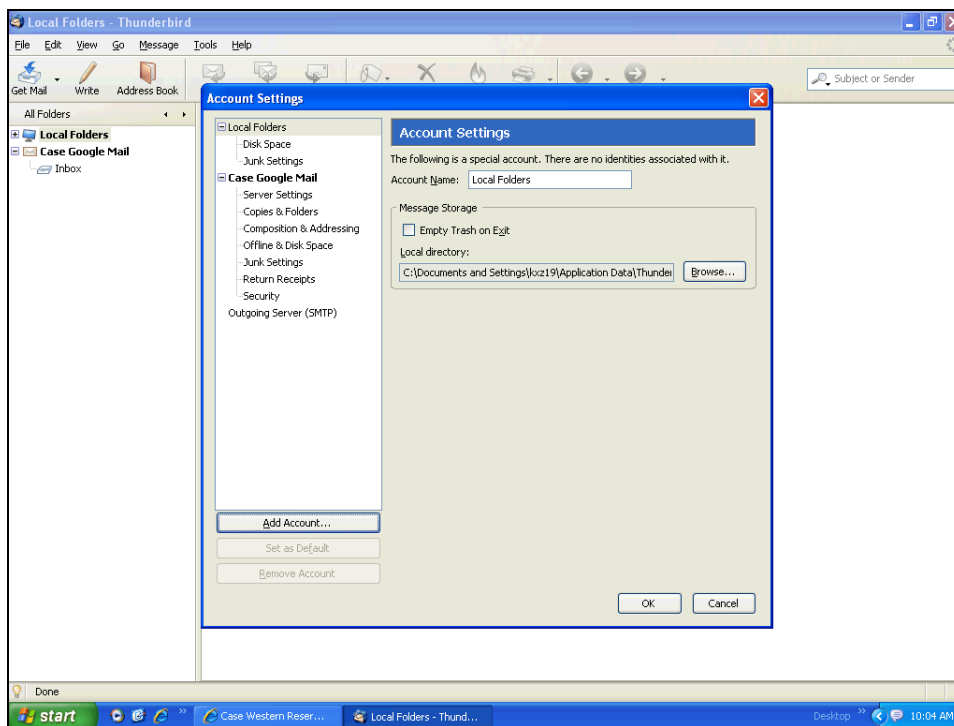 Local Folders - Thunderbird
File Edit View Go Message Tools Help
Get Mail Write Address Book
Subject or Sender
All Folders
Local Folders
Case Google Mail
Inbox
Account Settings
Local Folders
Disk Space
Junk Settings
Case Google Mail
Server Settings
Copies & Folders
Composition & Addressing
Offline & Disk Space
Junk Settings
Return Receipts
Security
Outgoing Server (SMTP)
Add Account...
Set as Default
Remove Account
Account Settings
The following is a special account. There are no identities associated with it.
Account Name: Local Folders
Message Storage
Empty Trash on Exit
Local directory:
C:\Documents and Settings\kxz19\Application Data\Thunder Browse...
OK Cancel
Done
start Case Western Reser... Local Folders - Thund... Desktop 10:04 AM